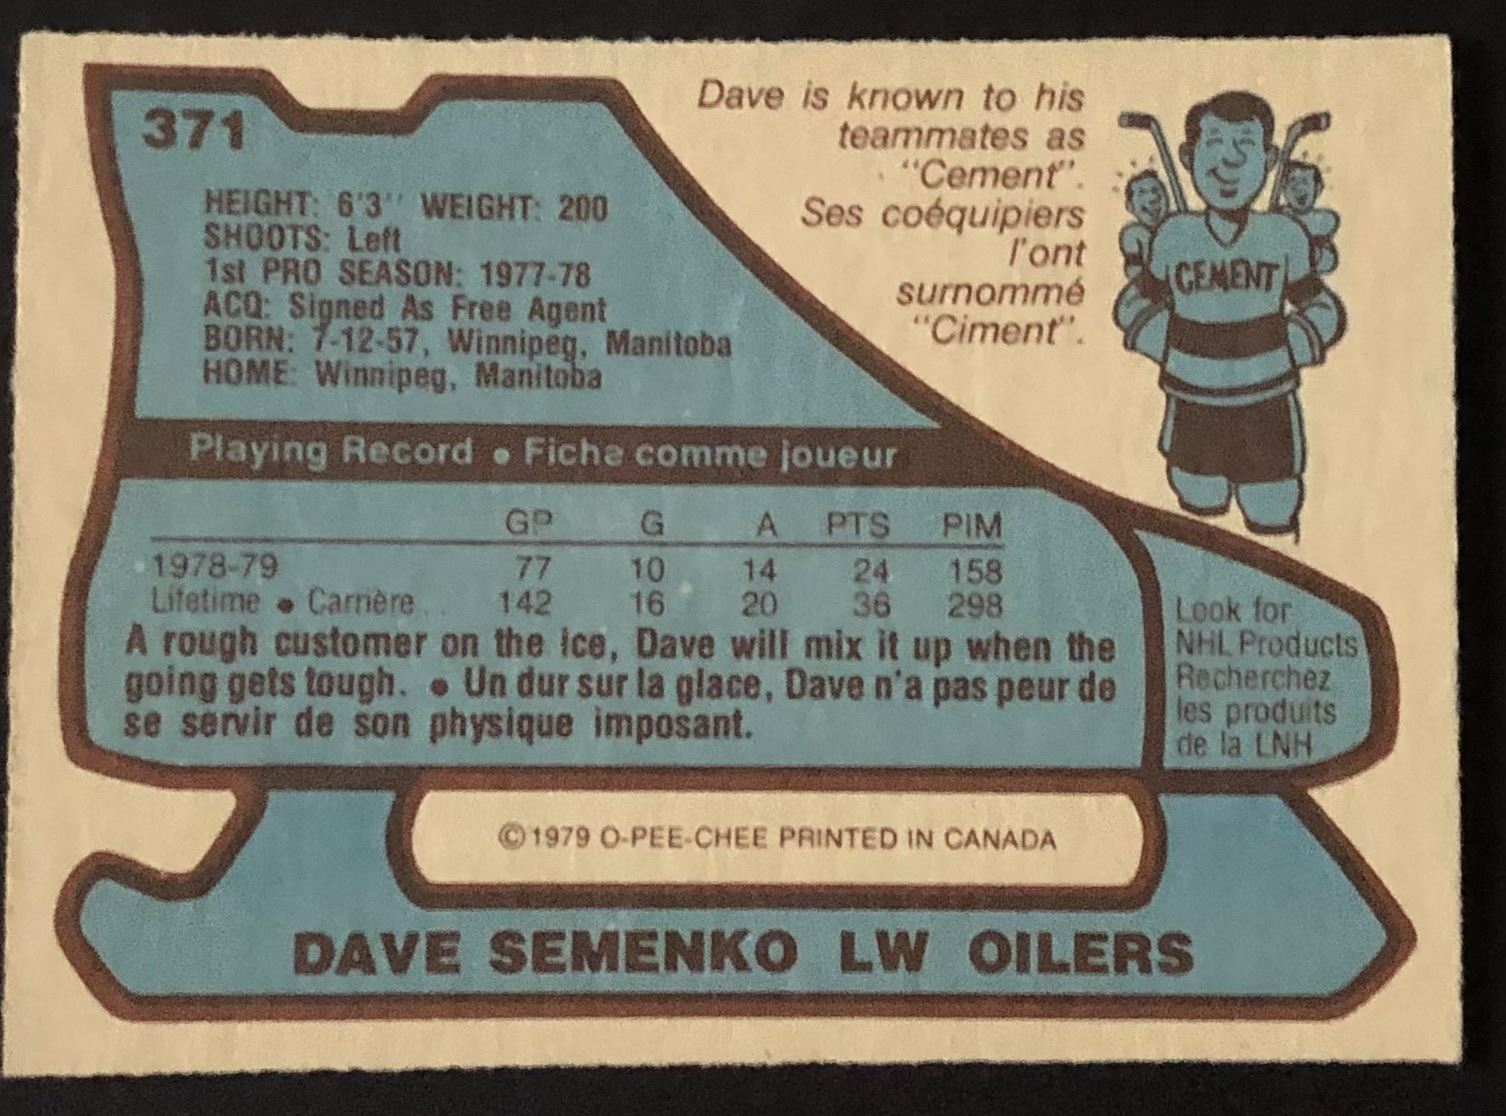 371
HEIGHT: 6'3'' WEIGHT: 200
SHOOTS: Left
1st PRO SEASON: 1977-78
ACQ: Signed As Free Agent
BORN: 7-12-57, Winnipeg, Manitoba
HOME: Winnipeg, Manitoba
Dave is known to his
teammates as
"Cement".
Ses coéquipiers
l'ont
surnommé
"Ciment".
CEMENT
Playing Record • Fiche comme joueur
GP G A PTS PIM
1978-79 77 10 14 24 158
Lifetime • Carrière 142 16 20 36 298
A rough customer on the ice, Dave will mix it up when the
going gets tough. • Un dur sur la glace, Dave n'a pas peur de
se servir de son physique imposant.
Look for
NHL Products
Recherchez
les produits
de la LNH
©1979 O-PEE-CHEE PRINTED IN CANADA
DAVE SEMENKO LW OILERS